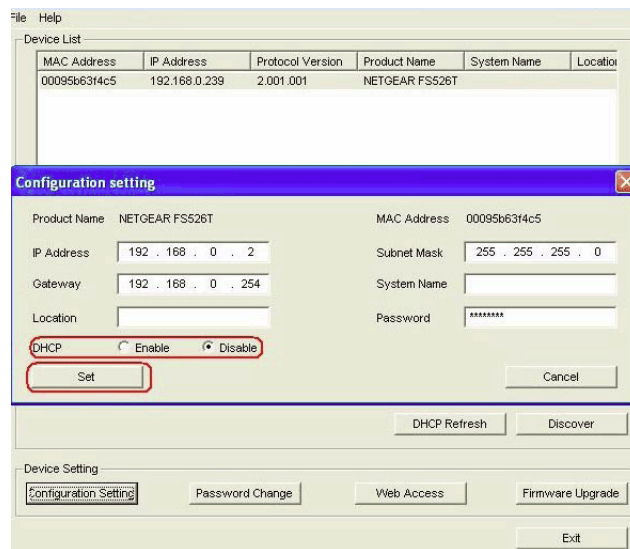 File Help
Device List
MAC Address IP Address Protocol Version Product Name System Name Location
00095b63f4c5 192.168.0.239 2.001.001 NETGEAR FS526T
Configuration setting
Product Name NETGEAR FS526T MAC Address 00095b63f4c5
IP Address 192 . 168 . 0 . 2 Subnet Mask 255 . 255 . 255 . 0
Gateway 192 . 168 . 0 . 254 System Name
Location Password ********
DHCP Enable Disable
Set Cancel
DHCP Refresh Discover
Device Setting
Configuration Setting Password Change Web Access Firmware Upgrade
Exit